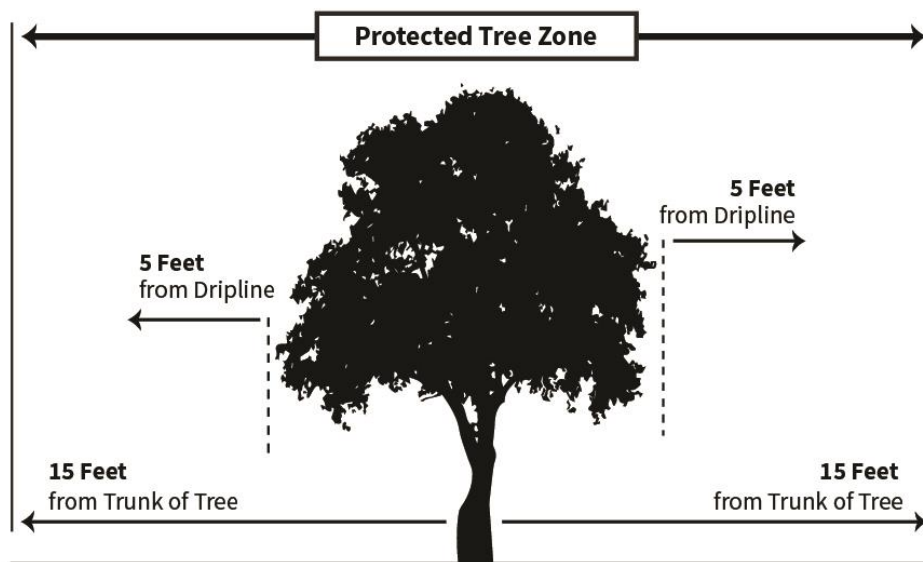 Protected Tree Zone
5 Feet
from Dripline
5 Feet
from Dripline
15 Feet
from Trunk of Tree
15 Feet
from Trunk of Tree